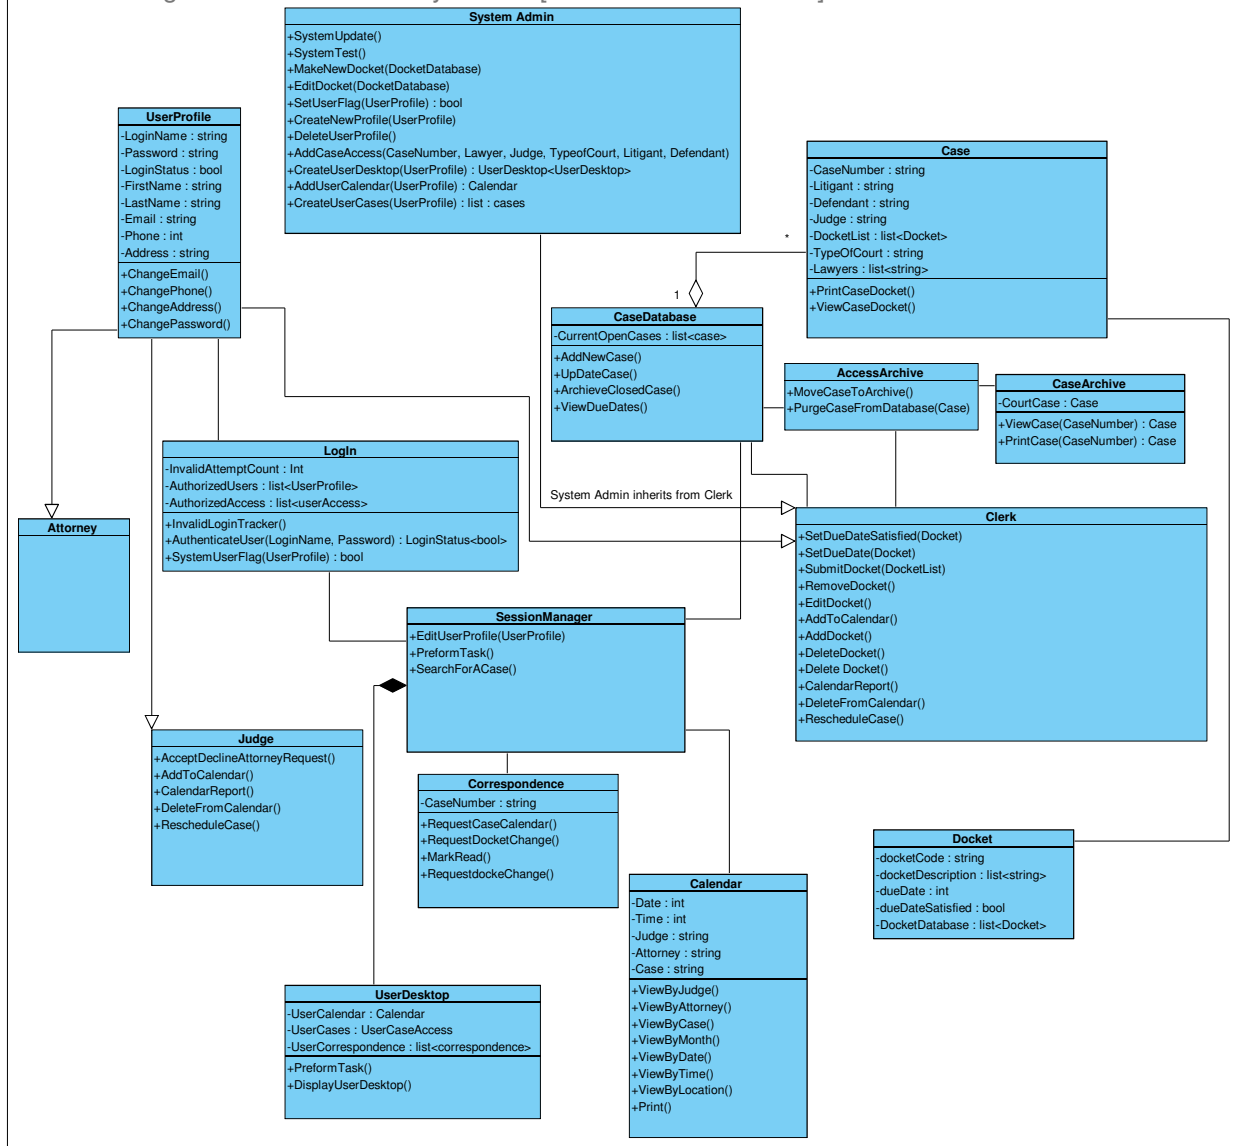 System Admin
+SystemUpdate()
+SystemTest()
+MakeNewDocket(DocketDatabase)
+EditDocket(DocketDatabase)
+SetUserFlag(UserProfile) : bool
+CreateNewProfile(UserProfile)
+DeleteUserProfile()
+AddCaseAccess(CaseNumber, Lawyer, Judge, TypeofCourt, Litigant, Defendant)
+CreateUserDesktop(UserProfile) : UserDesktop<UserDesktop>
+AddUserCalendar(UserProfile) : Calendar
+CreateUserCases(UserProfile) : list : cases
UserProfile
-LoginName : string
-Password : string
-LoginStatus : bool
-FirstName : string
-LastName : string
-Email : string
-Phone : int
-Address : string
+ChangeEmail()
+ChangePhone()
+ChangeAddress()
+ChangePassword()
Case
-CaseNumber : string
-Litigant : string
-Defendant : string
-Judge : string
-DocketList : list<Docket>
-TypeOfCourt : string
-Lawyers : list<string>
+PrintCaseDocket()
+ViewCaseDocket()
*
1
CaseDatabase
-CurrentOpenCases : list<case>
+AddNewCase()
+UpDateCase()
+ArchieveClosedCase()
+ViewDueDates()
AccessArchive
+MoveCaseToArchive()
+PurgeCaseFromDatabase(Case)
CaseArchive
-CourtCase : Case
+ViewCase(CaseNumber) : Case
+PrintCase(CaseNumber) : Case
LogIn
-InvalidAttemptCount : Int
-AuthorizedUsers : list<UserProfile>
-AuthorizedAccess : list<userAccess>
+InvalidLoginTracker()
+AuthenticateUser(LoginName, Password) : LoginStatus<bool>
+SystemUserFlag(UserProfile) : bool
System Admin inherits from Clerk
Attorney
Clerk
+SetDueDateSatisfied(Docket)
+SetDueDate(Docket)
+SubmitDocket(DocketList)
+RemoveDocket()
+EditDocket()
+AddToCalendar()
+AddDocket()
+DeleteDocket()
+Delete Docket()
+CalendarReport()
+DeleteFromCalendar()
+RescheduleCase()
SessionManager
+EditUserProfile(UserProfile)
+PreformTask()
+SearchForACase()
Judge
+AcceptDeclineAttorneyRequest()
+AddToCalendar()
+CalendarReport()
+DeleteFromCalendar()
+RescheduleCase()
Correspondence
-CaseNumber : string
+RequestCaseCalendar()
+RequestDocketChange()
+MarkRead()
+RequestdockeChange()
Docket
-docketCode : string
-docketDescription : list<string>
-dueDate : int
-dueDateSatisfied : bool
-DocketDatabase : list<Docket>
Calendar
-Date : int
-Time : int
-Judge : string
-Attorney : string
-Case : string
+ViewByJudge()
+ViewByAttorney()
+ViewByCase()
+ViewByMonth()
+ViewByDate()
+ViewByTime()
+ViewByLocation()
+Print()
UserDesktop
-UserCalendar : Calendar
-UserCases : UserCaseAccess
-UserCorrespondence : list<correspondence>
+PreformTask()
+DisplayUserDesktop()